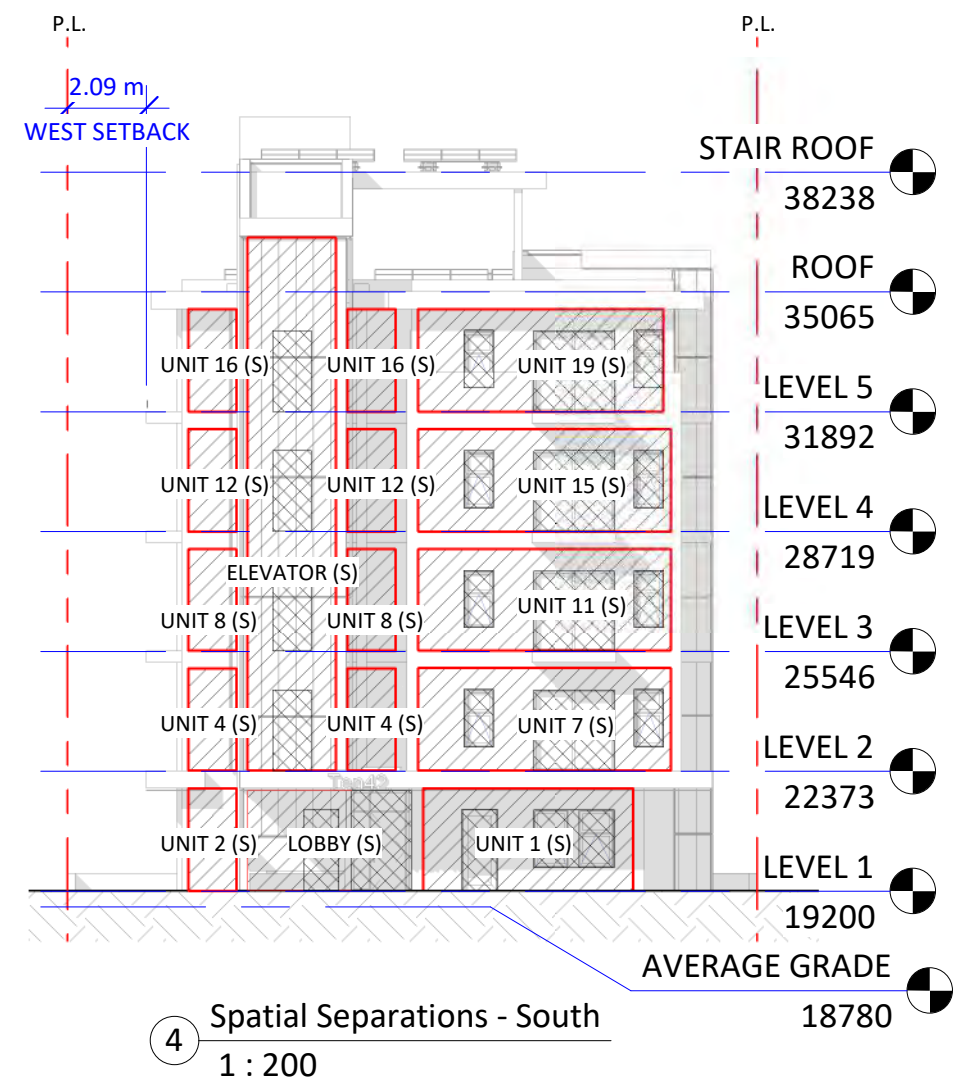 P.L.
P.L.
2.09 m
WEST SETBACK
STAIR ROOF
38238
ROOF
35065
UNIT 16 (S)
UNIT 16 (S)
UNIT 19 (S)
LEVEL 5
31892
UNIT 12 (S)
UNIT 12 (S)
UNIT 15 (S)
LEVEL 4
28719
ELEVATOR (S)
UNIT 8 (S)
UNIT 8 (S)
UNIT 11 (S)
LEVEL 3
25546
UNIT 4 (S)
UNIT 4 (S)
UNIT 7 (S)
LEVEL 2
22373
UNIT 2 (S)
LOBBY (S)
UNIT 1 (S)
LEVEL 1
19200
AVERAGE GRADE
18780
4
Spatial Separations - South
1 : 200